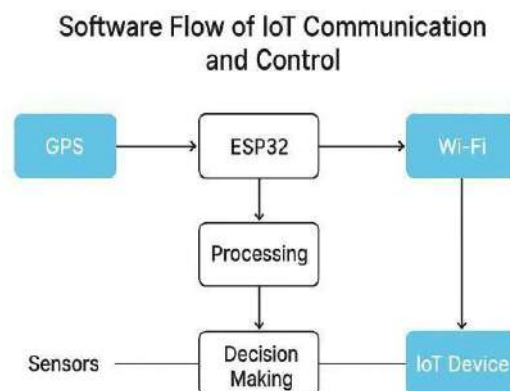 Software Flow of IoT Communication
and Control
GPS
ESP32
Wi-Fi
Processing
Sensors
Decision
Making
IoT Device